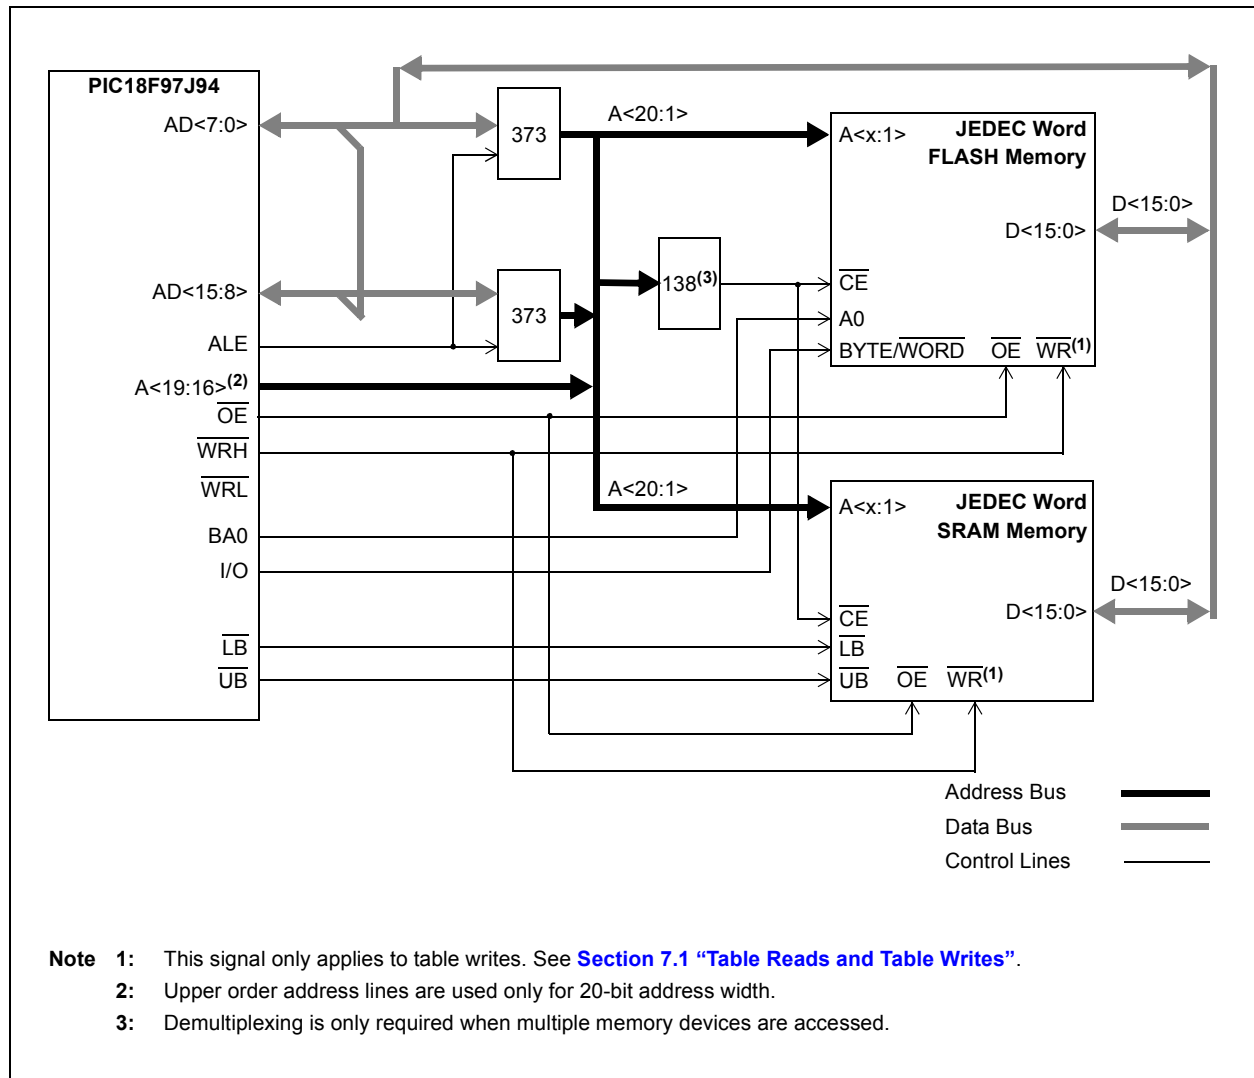 PIC18F97J94
AD<7:0>
373
A<20:1>
A<x:1>
JEDEC Word
FLASH Memory
D<15:0>
D<15:0>
138(3)
AD<15:8>
373
CE
A0
ALE
BYTE/WORD OE WR(1)
A<19:16>(2)
OE
WRH
WRL
A<20:1>
A<x:1>
JEDEC Word
SRAM Memory
BA0
I/O
D<15:0>
D<15:0>
CE
LB
LB
UB
UB OE WR(1)
Address Bus
Data Bus
Control Lines
Note 1: This signal only applies to table writes. See Section 7.1 “Table Reads and Table Writes”.
2: Upper order address lines are used only for 20-bit address width.
3: Demultiplexing is only required when multiple memory devices are accessed.